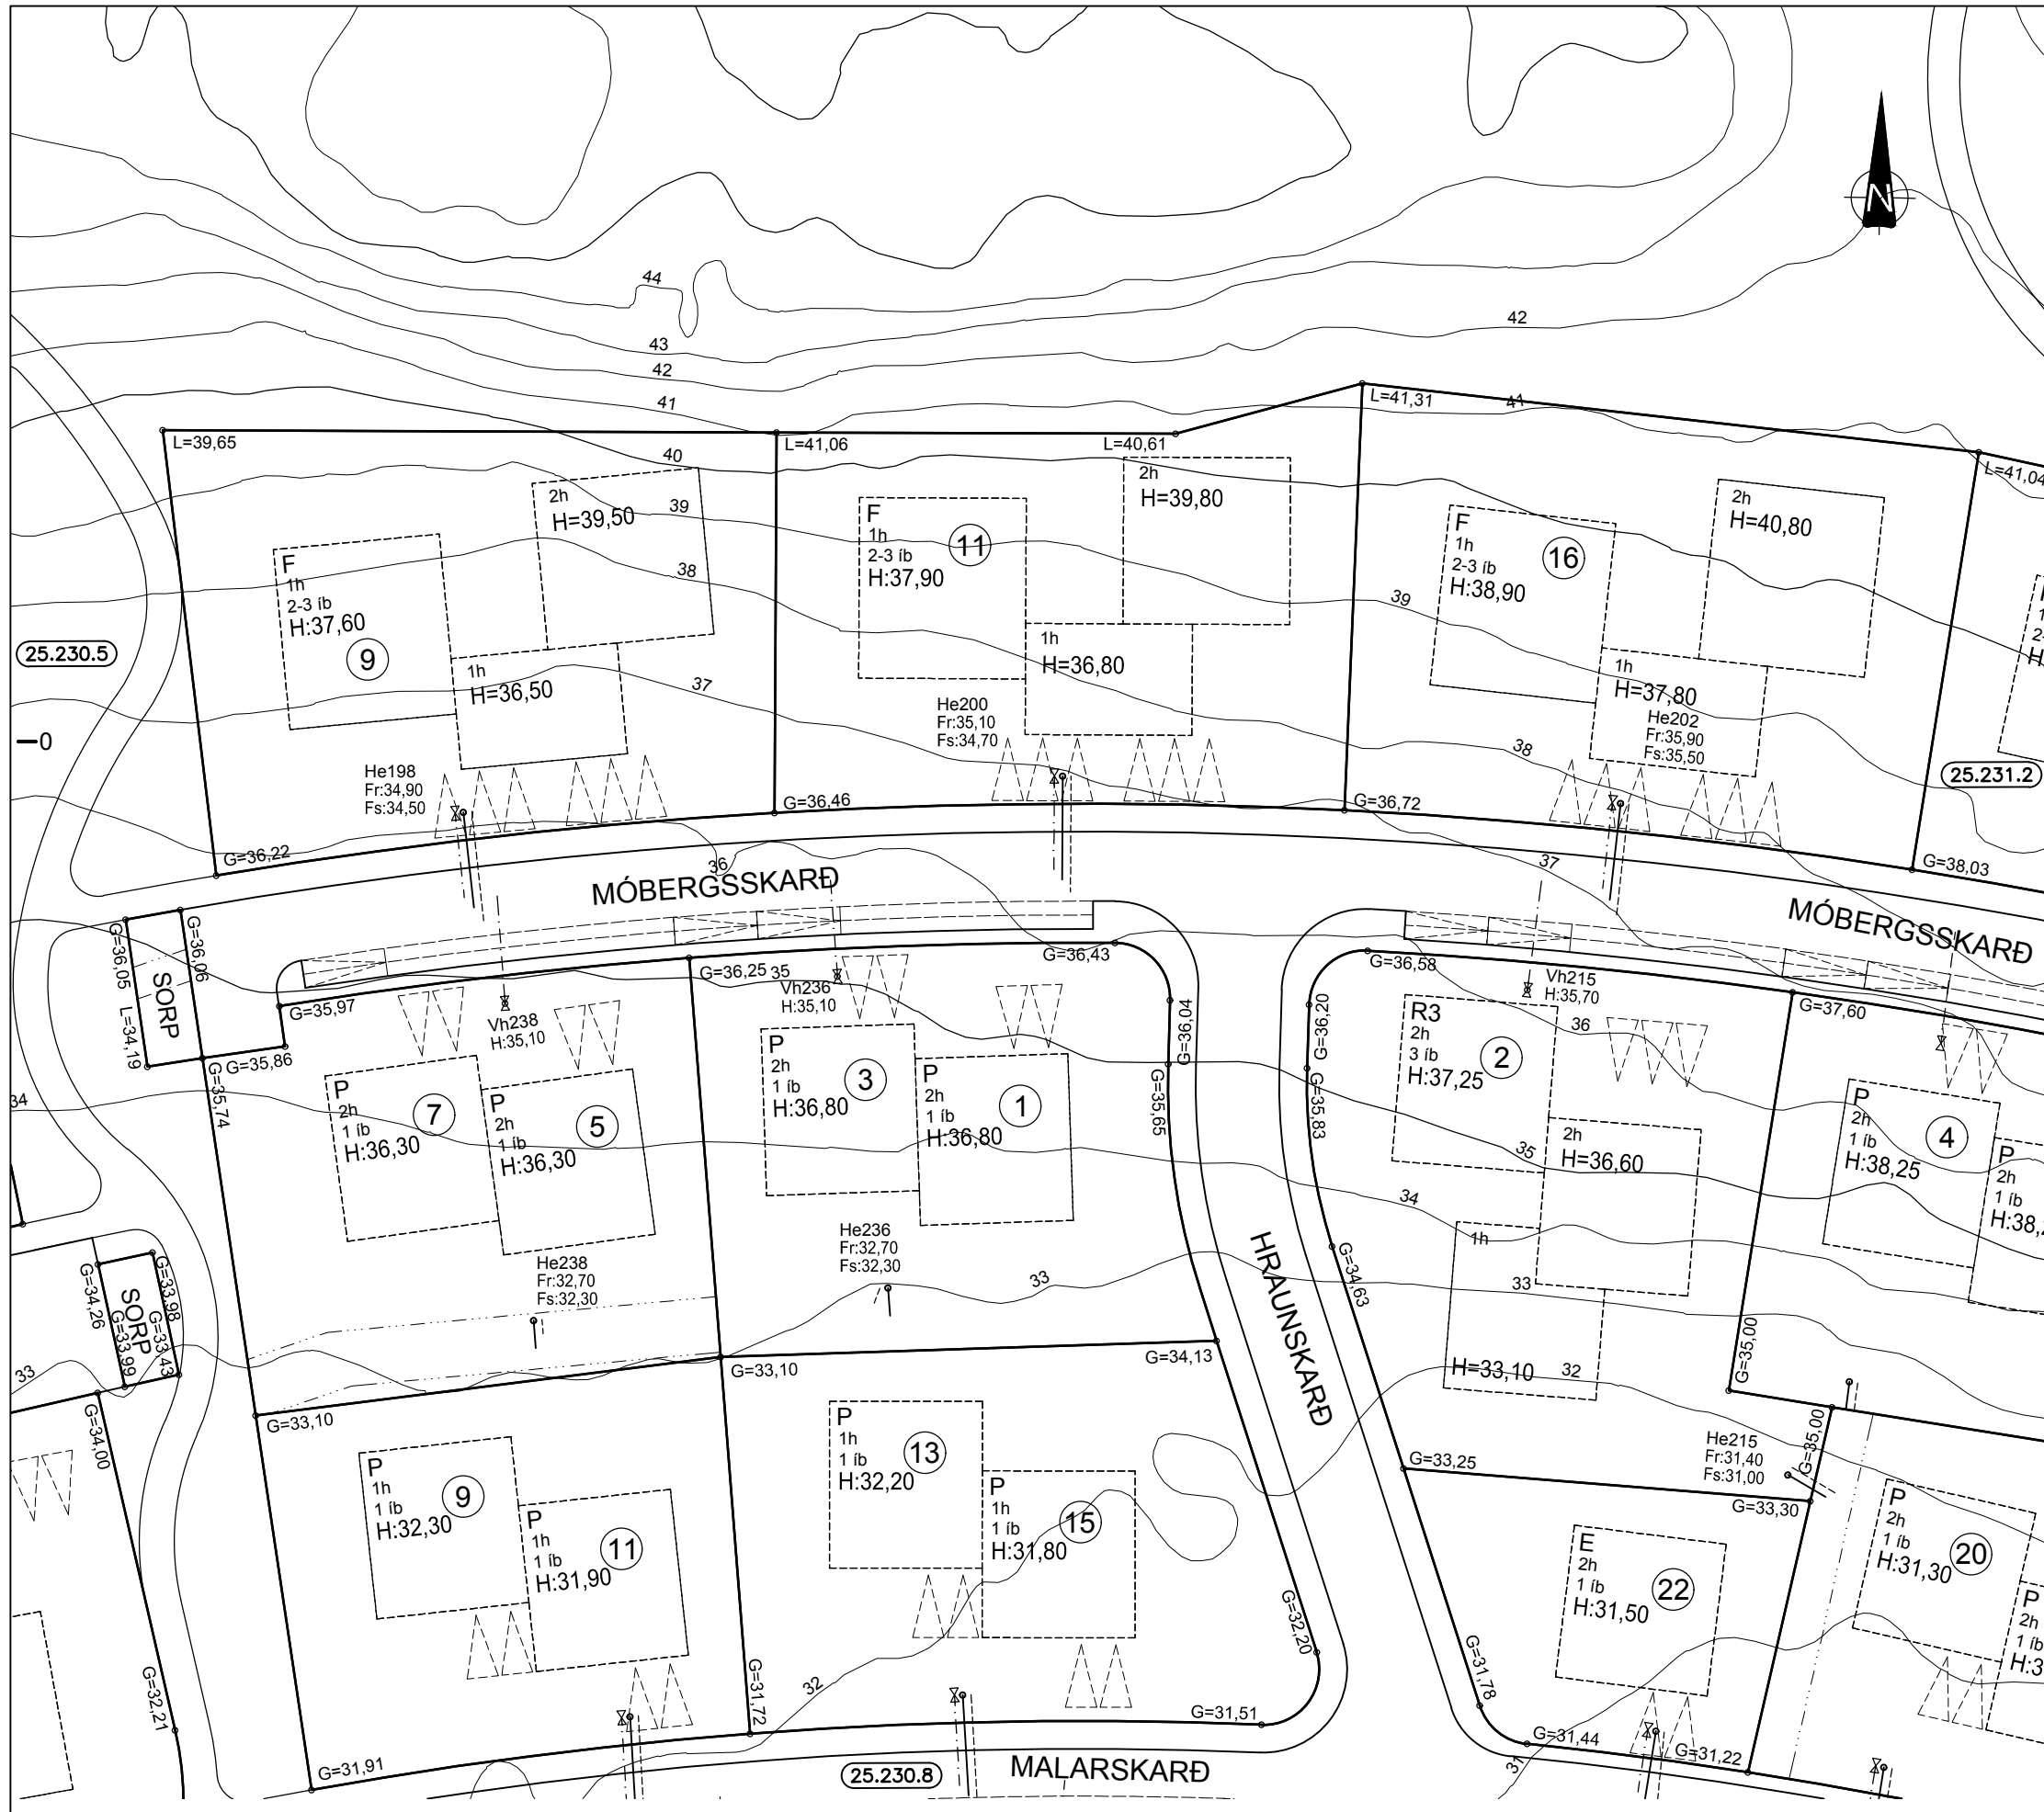 44
43
42
42
41
41
40
39
38
37
39
38
N
L=39,65
L=41,06
L=40,61
L=41,31
L=41,04
2h
H=39,50
F
1h
2-3 íb
H:37,60
9
1h
H=36,50
2h
H=39,80
F
1h
2-3 íb
H:37,90
11
1h
H=36,80
2h
H=40,80
F
1h
2-3 íb
H:38,90
16
1h
H=37,80
25.230.5
0
25.231.2
He198
Fr:34,90
Fs:34,50
He200
Fr:35,10
Fs:34,70
He202
Fr:35,90
Fs:35,50
G=36,22
G=36,46
G=36,72
G=38,03
36
37
MÓBERGSSKARÐ
MÓBERGSSKARÐ
G=36,05
G=36,06
SORP
L=34,19
G=35,97
G=35,86
G=35,74
G=36,25
35
G=36,43
G=36,04
G=35,65
G=36,58
G=36,20
G=35,83
G=37,60
Vh238
H:35,10
Vh236
H:35,10
Vh215
H:35,70
36
34
P
2h
1 íb
H:36,30
7
P
2h
1 íb
H:36,30
5
P
2h
1 íb
H:36,80
3
P
2h
1 íb
H:36,80
1
R3
2h
3 íb
H:37,25
2
2h
H=36,60
1h
H=33,10
P
2h
1 íb
H:38,25
4
P
2h
1 íb
35
34
33
33
32
He238
Fr:32,70
Fs:32,30
He236
Fr:32,70
Fs:32,30
HRAUNSKARÐ
G=34,63
G=35,00
G=35,00
G=34,26
G=33,98
SORP
G=33,99
G=33,43
33
G=34,00
G=33,10
G=33,10
G=34,13
G=33,25
G=33,30
He215
Fr:31,40
Fs:31,00
P
1h
1 íb
H:32,30
9
P
1h
1 íb
H:31,90
11
P
1h
1 íb
H:32,20
13
P
1h
1 íb
H:31,80
15
E
2h
1 íb
H:31,50
22
P
2h
1 íb
H:31,30
20
P
2h
1 íb
G=32,21
G=31,91
G=31,72
32
G=31,51
G=32,20
G=31,78
G=31,44
G=31,22
31
25.230.8
MALARSKARÐ